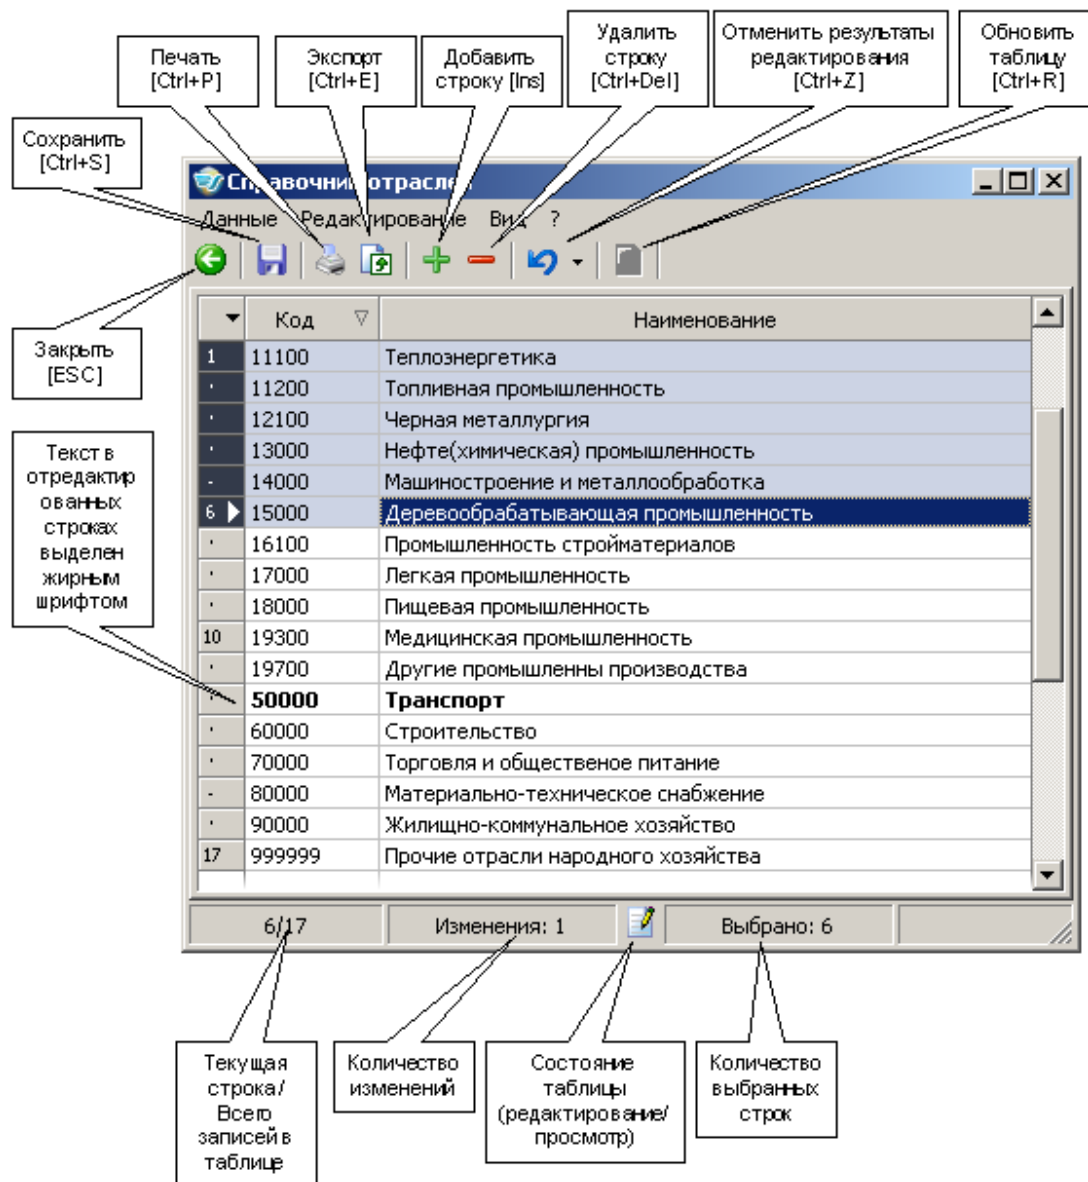 Печать
[Ctrl+P]
Экспорт
[Ctrl+E]
Добавить
строку [Ins]
Удалить
строку
[Ctrl+Del]
Отменить результаты
редактирования
[Ctrl+Z]
Обновить
таблицу
[Ctrl+R]
Сохранить
[Ctrl+S]
Справочник отраслей
Данные Редактирование Вид ?
Закрыть
[ESC]
Код Наименование
1 11100 Теплоэнергетика
11200 Топливная промышленность
12100 Черная металлургия
13000 Нефте(химическая) промышленность
14000 Машиностроение и металлообработка
6 15000 Деревообрабатывающая промышленность
16100 Промышленность стройматериалов
17000 Легкая промышленность
18000 Пищевая промышленность
10 19300 Медицинская промышленность
19700 Другие промышленны производства
50000 Транспорт
60000 Строительство
70000 Торговля и общественое питание
80000 Материально-техническое снабжение
90000 Жилищно-коммунальное хозяйство
17 999999 Прочие отрасли народного хозяйства
Текст в
отредактир
ованных
строках
выделен
жирным
шрифтом
6/17 Изменения: 1 Выбрано: 6
Текущая
строка/
Всего
записей в
таблице
Количество
изменений
Состояние
таблицы
(редактирование/
просмотр)
Количество
выбранных
строк